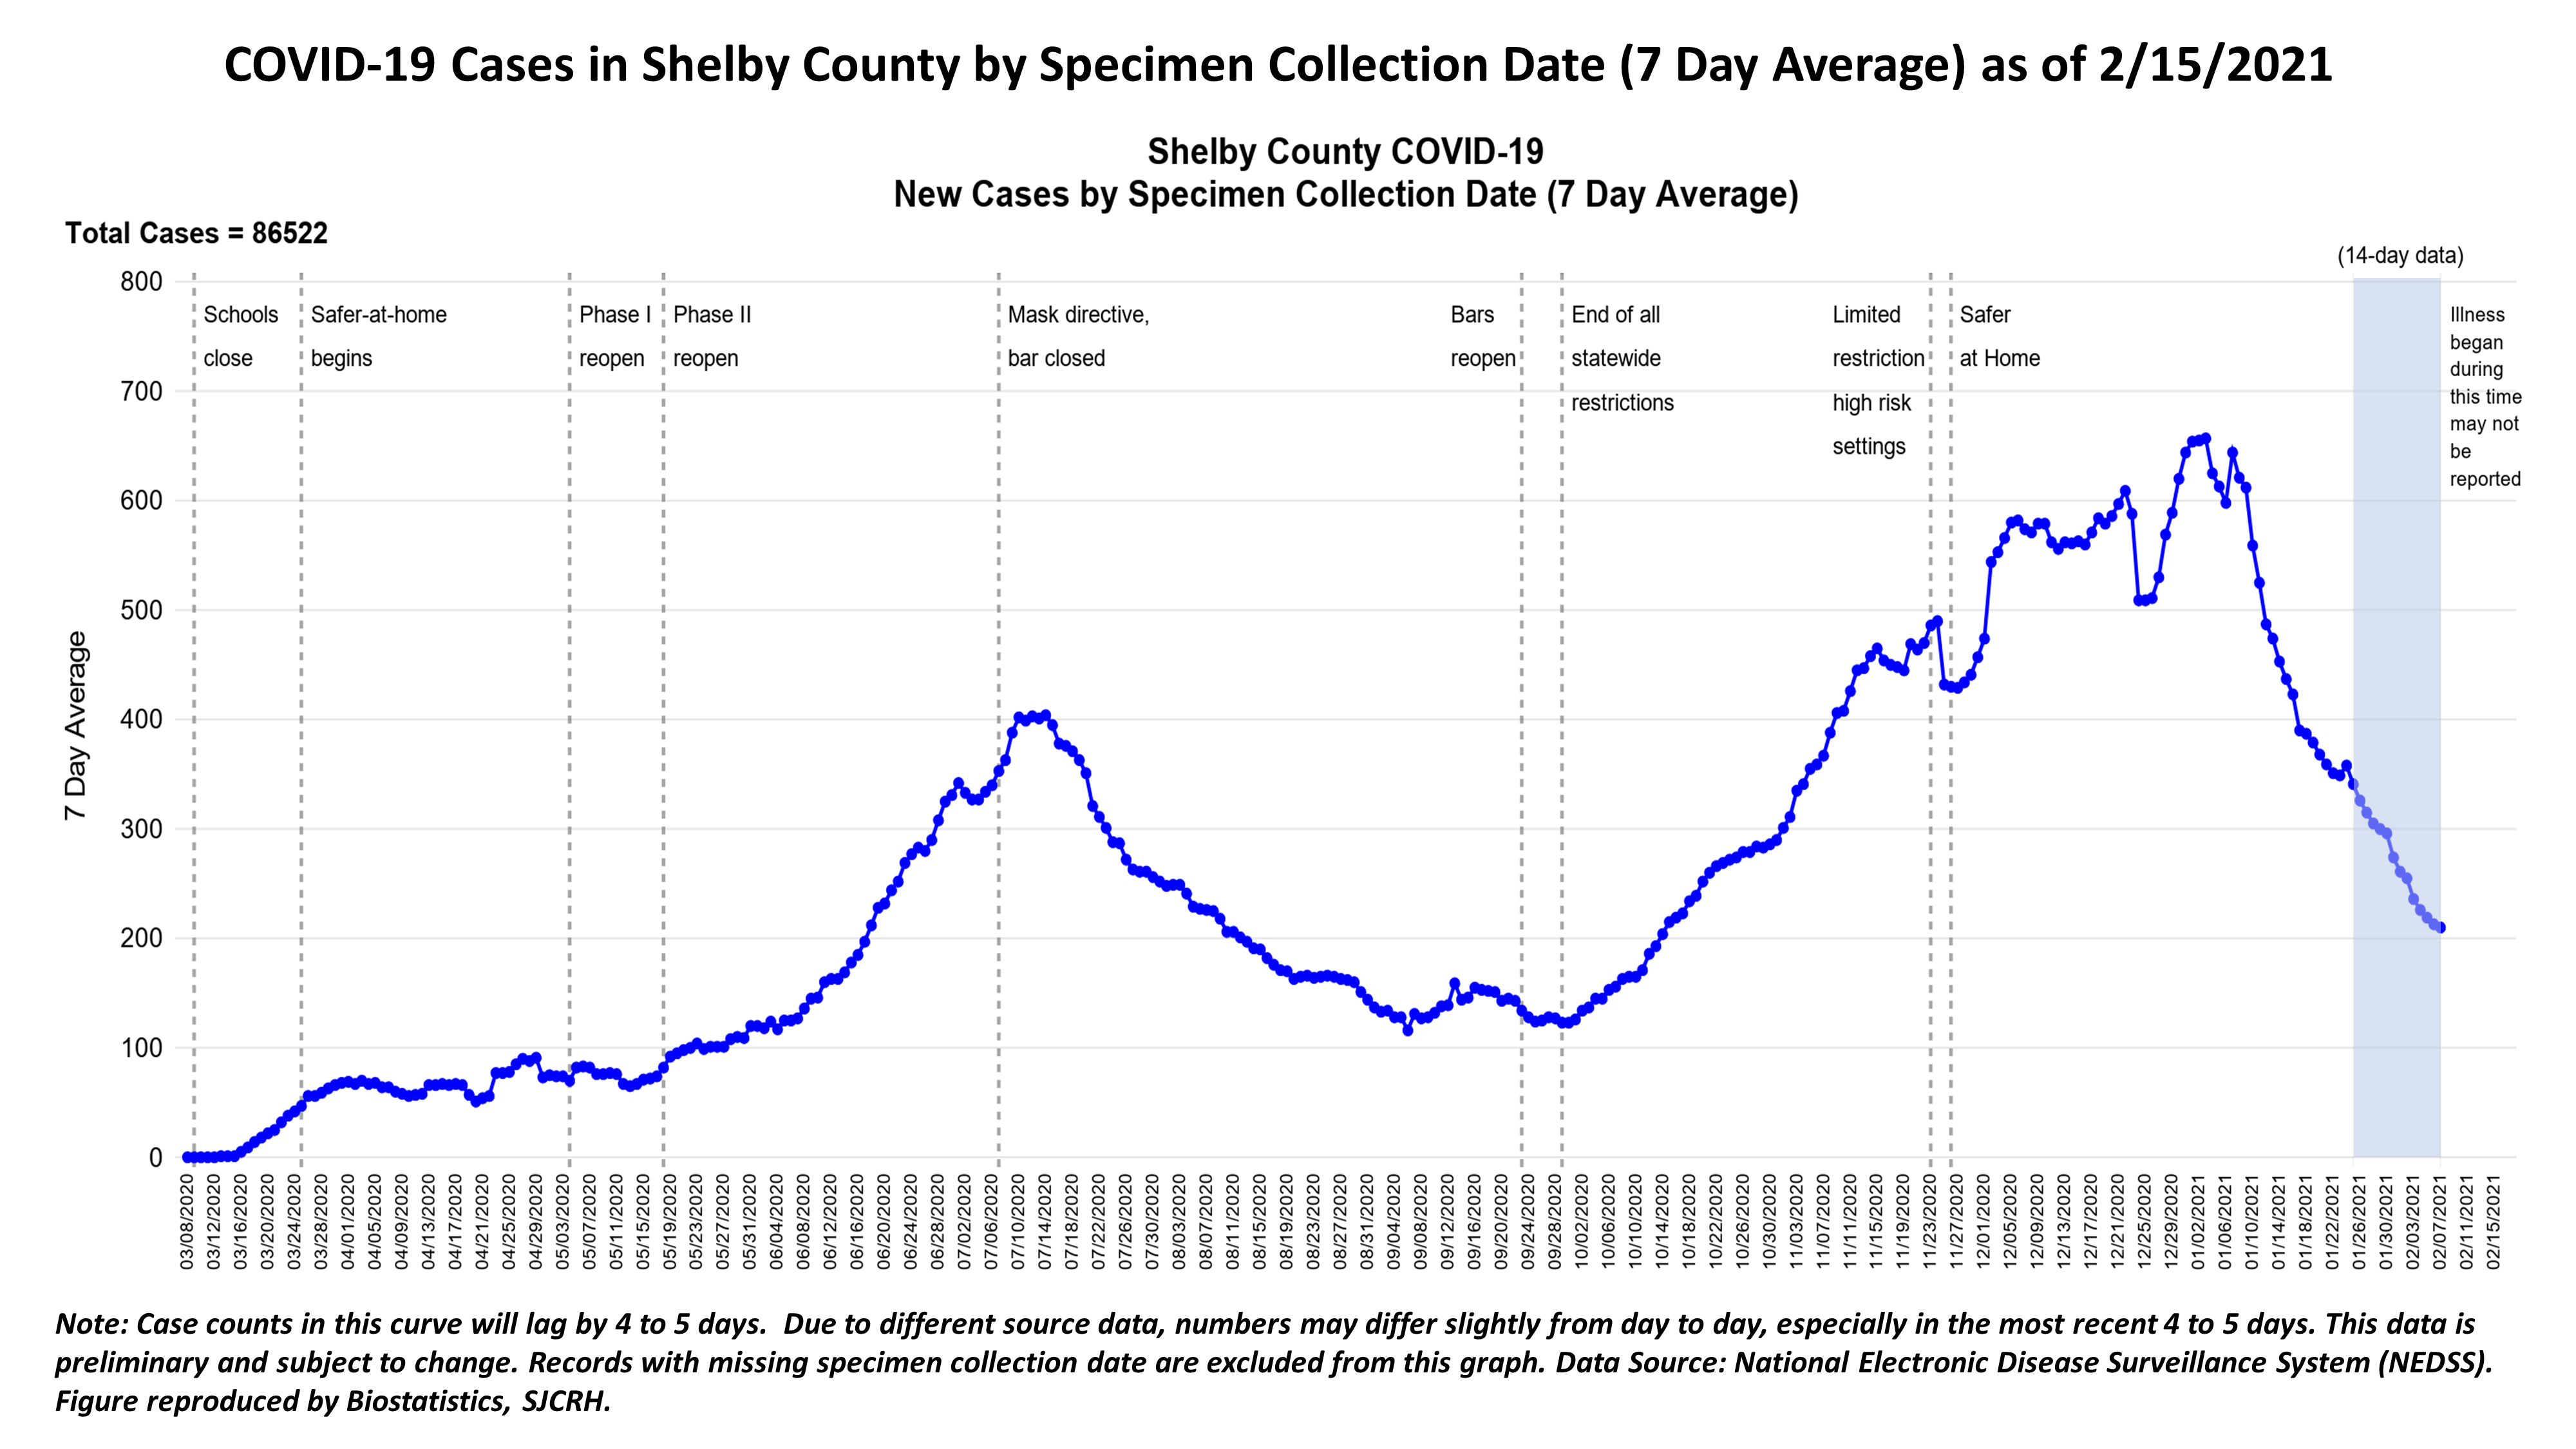 COVID-19 Cases in Shelby County by Specimen Collection Date (7 Day Average) as of 2/15/2021
Shelby County COVID-19
New Cases by Specimen Collection Date (7 Day Average)
Total Cases = 86522
(14-day data)
800
700
600
500
400
300
200
100
0
7 Day Average
Schools
close
Safer-at-home
begins
Phase I
reopen
Phase II
reopen
Mask directive,
bar closed
Bars
reopen
End of all
statewide
restrictions
Limited
restriction
high risk
settings
Safer
at Home
Illness
began
during
this time
may not
be
reported
03/08/2020
03/12/2020
03/16/2020
03/20/2020
03/24/2020
03/28/2020
04/01/2020
04/05/2020
04/09/2020
04/13/2020
04/17/2020
04/21/2020
04/25/2020
04/29/2020
05/03/2020
05/07/2020
05/11/2020
05/15/2020
05/19/2020
05/23/2020
05/27/2020
05/31/2020
06/04/2020
06/08/2020
06/12/2020
06/16/2020
06/20/2020
06/24/2020
06/28/2020
07/02/2020
07/06/2020
07/10/2020
07/14/2020
07/18/2020
07/22/2020
07/26/2020
07/30/2020
08/03/2020
08/07/2020
08/11/2020
08/15/2020
08/19/2020
08/23/2020
08/27/2020
08/31/2020
09/04/2020
09/08/2020
09/12/2020
09/16/2020
09/20/2020
09/24/2020
09/28/2020
10/02/2020
10/06/2020
10/10/2020
10/14/2020
10/18/2020
10/22/2020
10/26/2020
10/30/2020
11/03/2020
11/07/2020
11/11/2020
11/15/2020
11/19/2020
11/23/2020
11/27/2020
12/01/2020
12/05/2020
12/09/2020
12/13/2020
12/17/2020
12/21/2020
12/25/2020
12/29/2020
01/02/2021
01/06/2021
01/10/2021
01/14/2021
01/18/2021
01/22/2021
01/26/2021
01/30/2021
02/03/2021
02/07/2021
02/11/2021
02/15/2021
Note: Case counts in this curve will lag by 4 to 5 days.  Due to different source data, numbers may differ slightly from day to day, especially in the most recent 4 to 5 days. This data is
preliminary and subject to change. Records with missing specimen collection date are excluded from this graph. Data Source: National Electronic Disease Surveillance System (NEDSS).
Figure reproduced by Biostatistics, SJCRH.